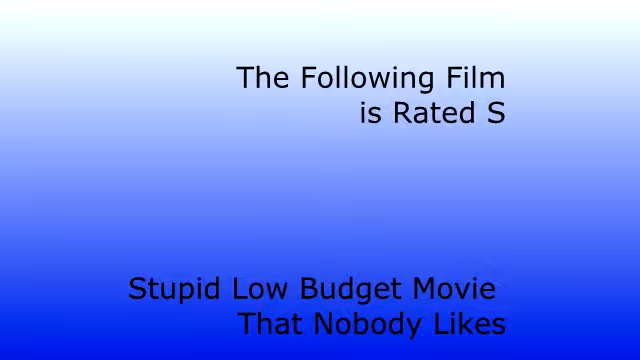 The Following Film
is Rated S
Stupid Low Budget Movie
That Nobody Likes